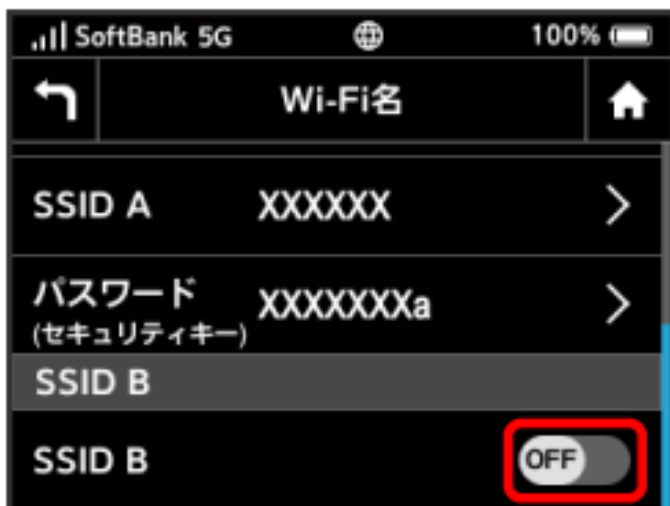 SoftBank 5G 100%
Wi-Fi名
SSID A XXXXXX
パスワード XXXXXXXa
(セキュリティキー)
SSID B
SSID B OFF